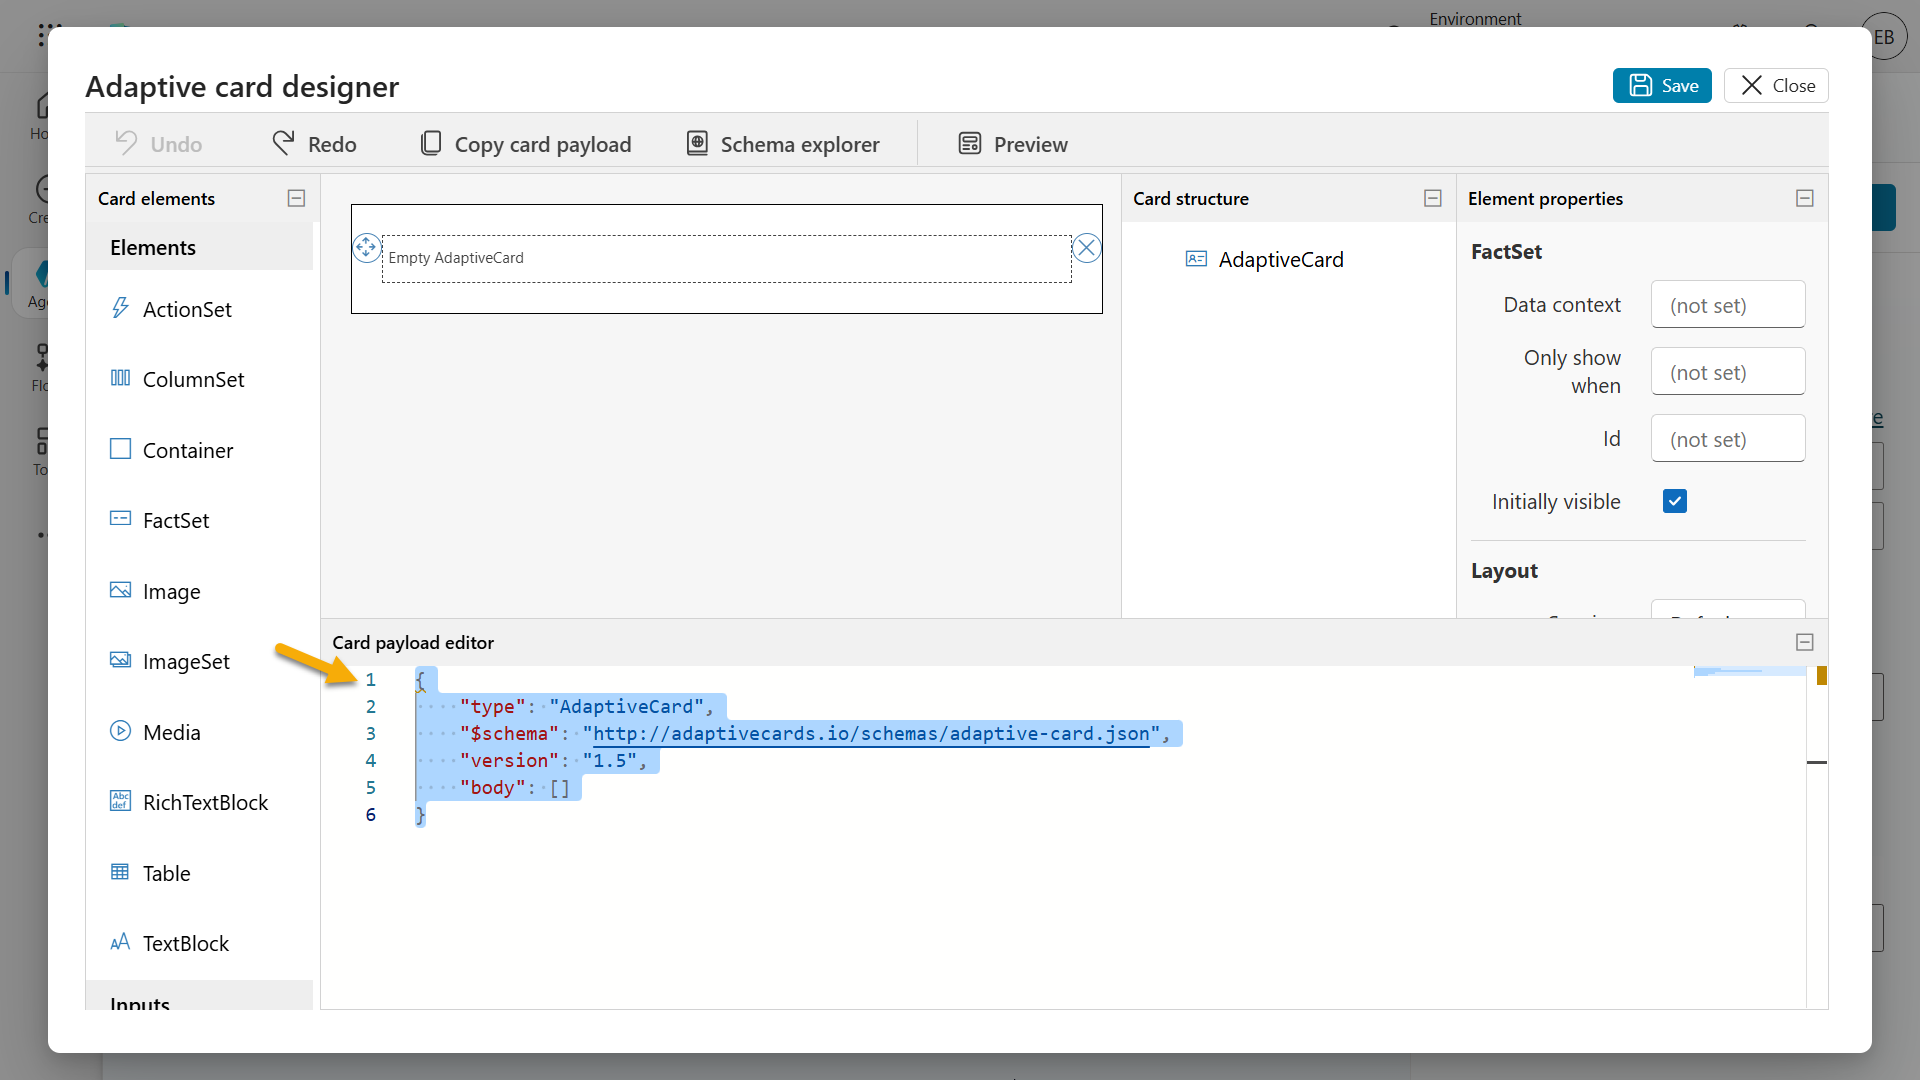 Environment
EB
Adaptive card designer
Save
Close
Undo
Redo
Copy card payload
Schema explorer
Preview
Card elements
Elements
ActionSet
ColumnSet
Container
FactSet
Image
ImageSet
Media
RichTextBlock
Table
TextBlock
Inputs
Empty AdaptiveCard
Card structure
AdaptiveCard
Element properties
FactSet
Data context
(not set)
Only show
when
(not set)
Id
(not set)
Initially visible
Layout
Card payload editor
1 {
2 "type": "AdaptiveCard",
3 "$schema": "http://adaptivecards.io/schemas/adaptive-card.json",
4 "version": "1.5",
5 "body": []
6 }